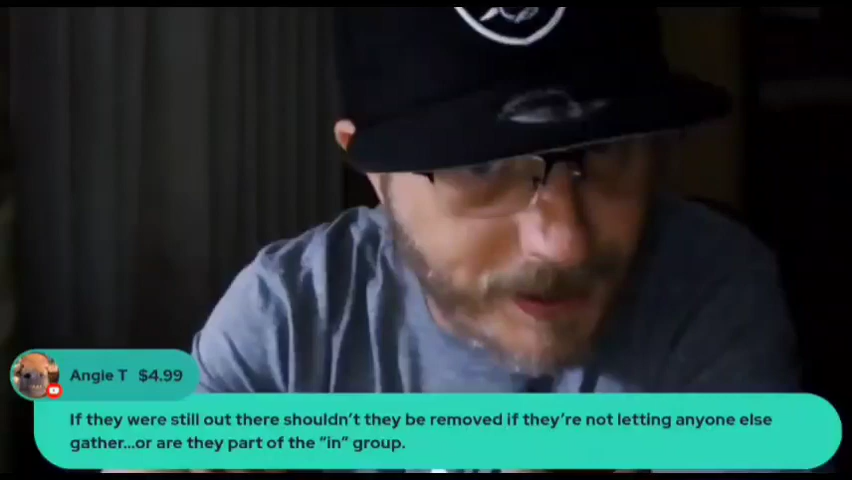 Angie T $4.99
If they were still out there shouldn't they be removed if they're not letting anyone else
gather...or are they part of the "in" group.